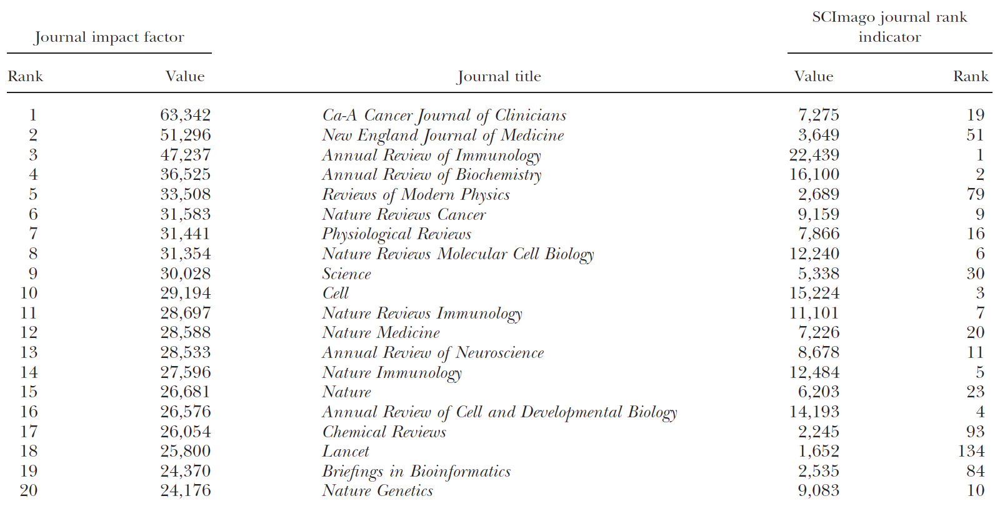 SCImago journal rank
Journal impact factor indicator
Rank Value Journal title Value Rank
1 63,342 Ca-A Cancer Journal of Clinicians 7,275 19
2 51,296 New England Journal of Medicine 3,649 51
3 47,237 Annual Review of Immunology 22,439 1
4 36,525 Annual Review of Biochemistry 16,100 2
5 33,508 Reviews of Modern Physics 2,689 79
6 31,583 Nature Reviews Cancer 9,159 9
7 31,441 Physiological Reviews 7,866 16
8 31,354 Nature Reviews Molecular Cell Biology 12,240 6
9 30,028 Science 5,338 30
10 29,194 Cell 15,224 3
11 28,697 Nature Reviews Immunology 11,101 7
12 28,588 Nature Medicine 7,226 20
13 28,533 Annual Review of Neuroscience 8,678 11
14 27,596 Nature Immunology 12,484 5
15 26,681 Nature 6,203 23
16 26,576 Annual Review of Cell and Developmental Biology 14,193 4
17 26,054 Chemical Reviews 2,245 93
18 25,800 Lancet 1,652 134
19 24,370 Briefings in Bioinformatics 2,535 84
20 24,176 Nature Genetics 9,083 10